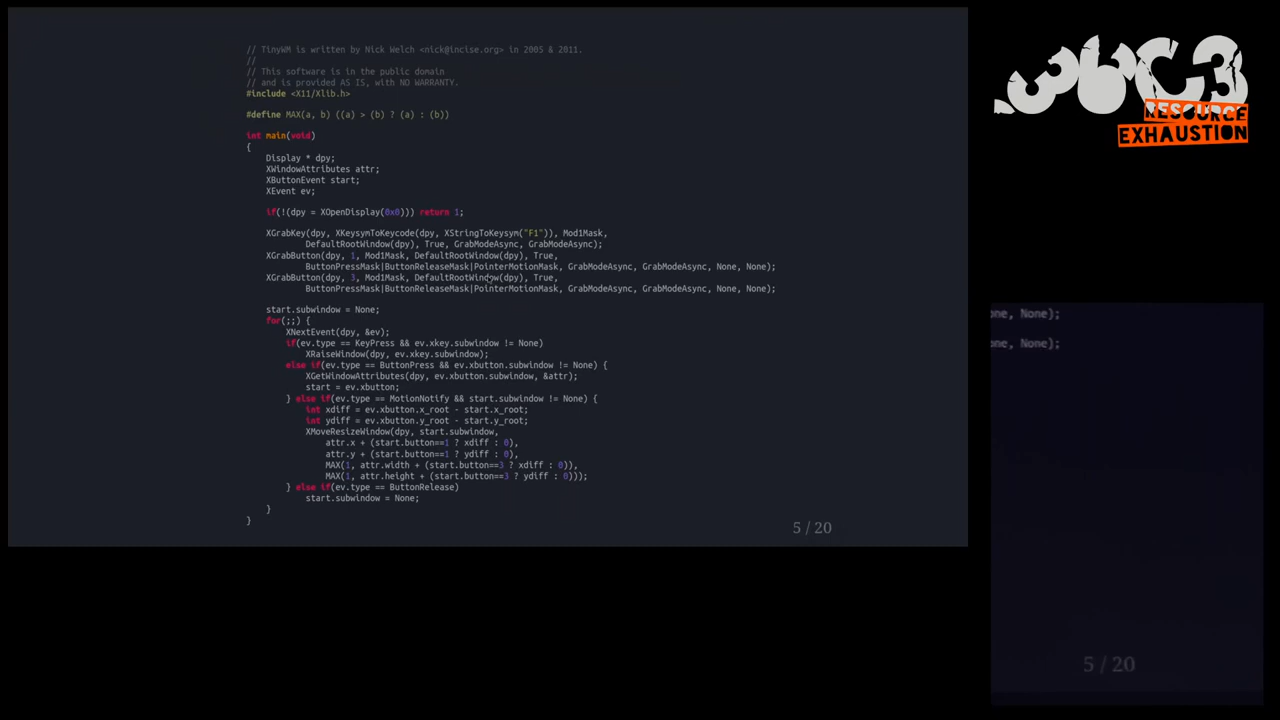 // TinyWM is written by Nick Welch <nick@incise.org> in 2005 & 2011.
//
// This software is in the public domain
// and is provided AS IS, with NO WARRANTY.
#include <X11/Xlib.h>
#define MAX(a, b) ((a) > (b) ? (a) : (b))
int main(void)
{
Display * dpy;
XWindowAttributes attr;
XButtonEvent start;
XEvent ev;
if(!(dpy = XOpenDisplay(0x0))) return 1;
XGrabKey(dpy, XKeysymToKeycode(dpy, XStringToKeysym("F1")), Mod1Mask,
DefaultRootWindow(dpy), True, GrabModeAsync, GrabModeAsync);
XGrabButton(dpy, 1, Mod1Mask, DefaultRootWindow(dpy), True,
ButtonPressMask|ButtonReleaseMask|PointerMotionMask, GrabModeAsync, GrabModeAsync, None, None);
XGrabButton(dpy, 3, Mod1Mask, DefaultRootWindow(dpy), True,
ButtonPressMask|ButtonReleaseMask|PointerMotionMask, GrabModeAsync, GrabModeAsync, None, None);
start.subwindow = None;
for(;;) {
XNextEvent(dpy, &ev);
if(ev.type == KeyPress && ev.xkey.subwindow != None)
XRaiseWindow(dpy, ev.xkey.subwindow);
else if(ev.type == ButtonPress && ev.xbutton.subwindow != None) {
XGetWindowAttributes(dpy, ev.xbutton.subwindow, &attr);
start = ev.xbutton;
} else if(ev.type == MotionNotify && start.subwindow != None) {
int xdiff = ev.xbutton.x_root - start.x_root;
int ydiff = ev.xbutton.y_root - start.y_root;
XMoveResizeWindow(dpy, start.subwindow,
attr.x + (start.button==1 ? xdiff : 0),
attr.y + (start.button==1 ? ydiff : 0),
MAX(1, attr.width + (start.button==3 ? xdiff : 0)),
MAX(1, attr.height + (start.button==3 ? ydiff : 0)));
} else if(ev.type == ButtonRelease)
start.subwindow = None;
}
}
5 / 20
36C3
RESOURCE
EXHAUSTION
one, None);
one, None);
5 / 20